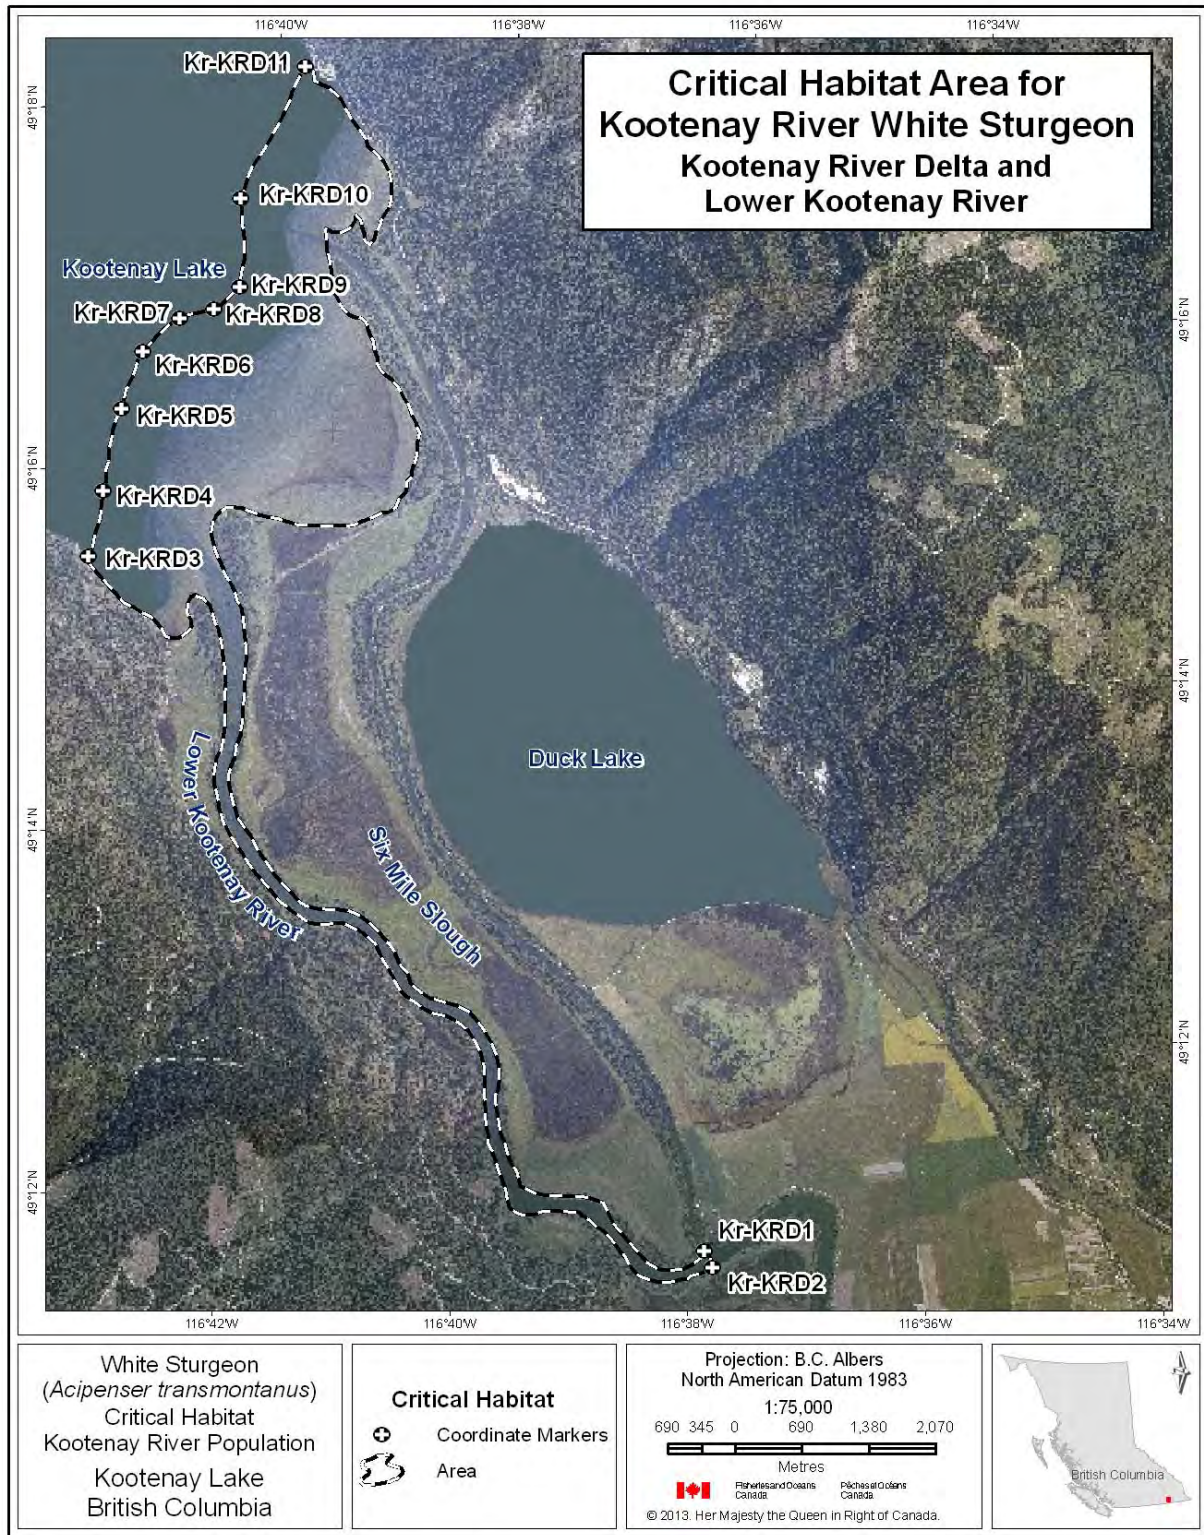 116°40'W 116°38'W 116°36'W 116°34'W
Critical Habitat Area for
Kootenay River White Sturgeon
Kootenay River Delta and
Lower Kootenay River
Kr-KRD11
49°18'N
Kr-KRD10
Kootenay Lake
Kr-KRD9
Kr-KRD7
Kr-KRD8
49°16'N
Kr-KRD6
Kr-KRD5
49°16'N
Kr-KRD4
Kr-KRD3
49°14'N
Duck Lake
Lower Kootenay River
49°14'N
Six Mile Slough
49°12'N
49°12'N
Kr-KRD1
Kr-KRD2
116°42'W 116°40'W 116°38'W 116°36'W 116°34'W
White Sturgeon
(Acipenser transmontanus)
Critical Habitat
Kootenay River Population
Kootenay Lake
British Columbia
Critical Habitat
Coordinate Markers
Area
Projection: B.C. Albers
North American Datum 1983
1:75,000
690 345 0 690 1,380 2,070
Metres
Fisheries and Oceans
Canada
Pêches et Océans
Canada
© 2013. Her Majesty the Queen in Right of Canada.
British Columbia